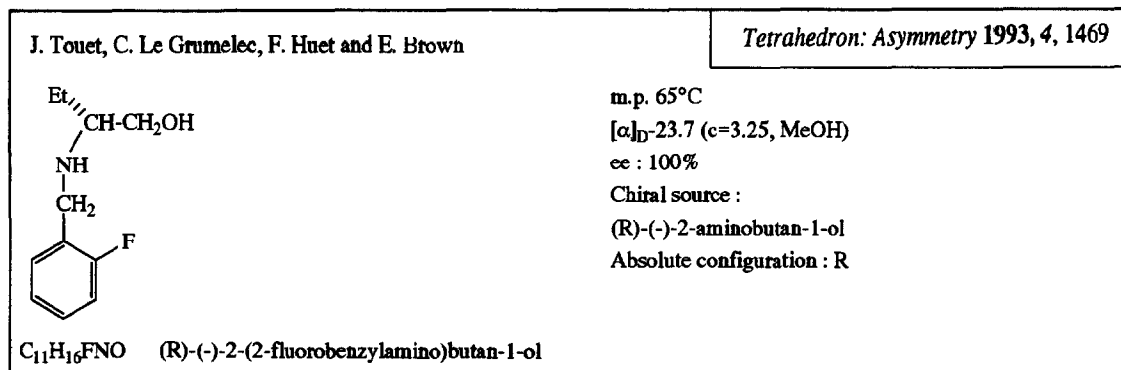 J. Touet, C. Le Grumelec, F. Huet and E. Brown
Tetrahedron: Asymmetry 1993, 4, 1469
Et
CH-CH₂OH
NH
CH₂
F
m.p. 65°C
[α]D-23.7 (c=3.25, MeOH)
ee : 100%
Chiral source :
(R)-(-)-2-aminobutan-1-ol
Absolute configuration : R
C₁₁H₁₆FNO (R)-(-)-2-(2-fluorobenzylamino)butan-1-ol